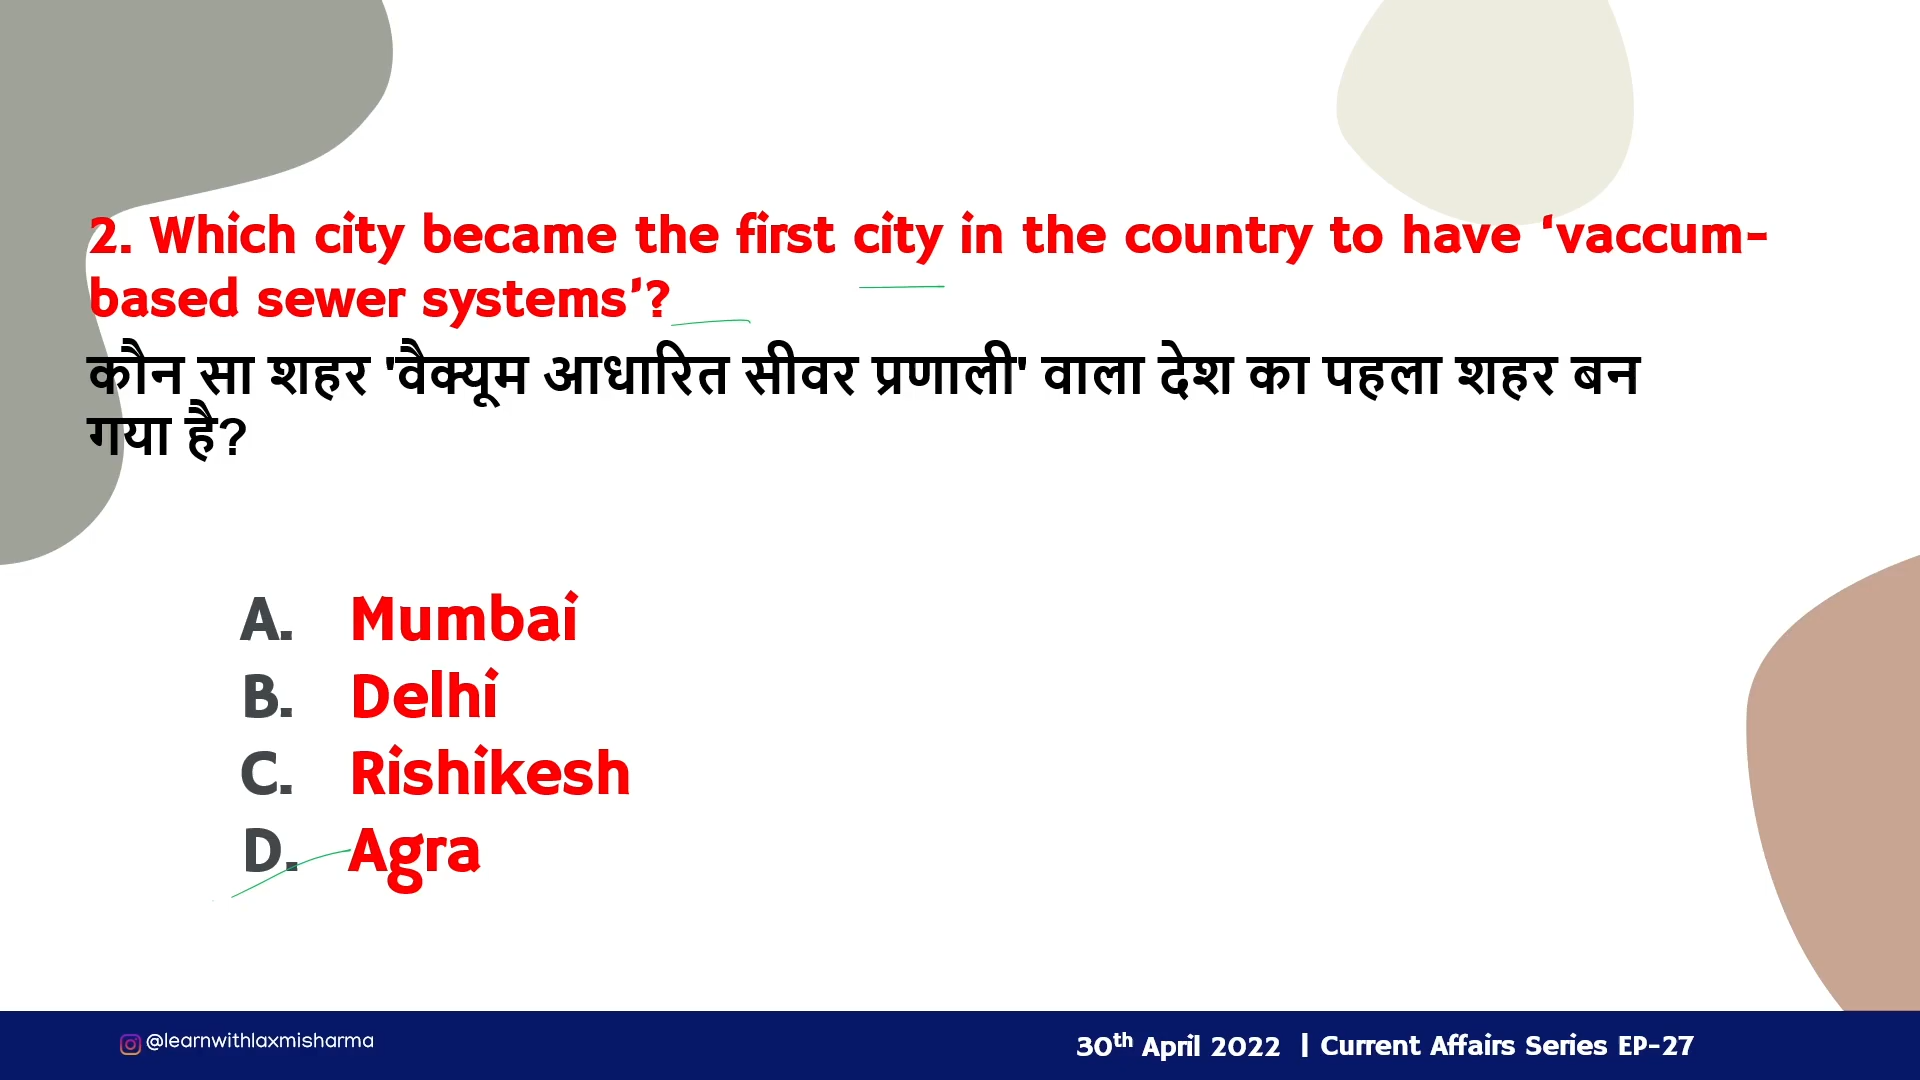 2. Which city became the first city in the country to have ‘vaccum-
based sewer systems’?
कौन सा शहर 'वैक्यूम आधारित सीवर प्रणाली' वाला देश का पहला शहर बन
गया है?
A. Mumbai
B. Delhi
C. Rishikesh
D. Agra
@learnwithlaxmisharma
30th April 2022 | Current Affairs Series EP-27